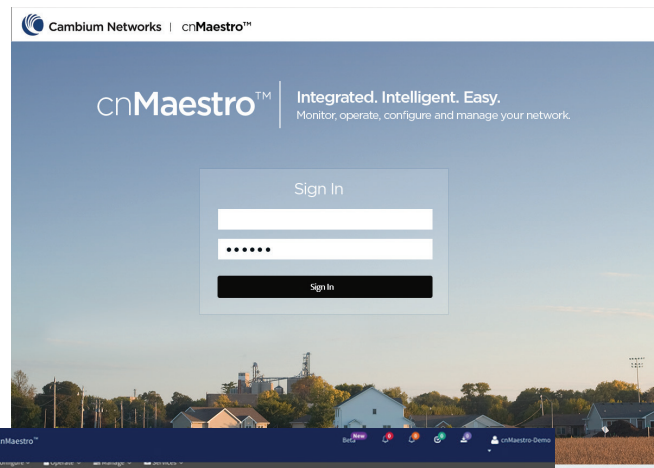 Cambium Networks | cnMaestro™
cnMaestro™
Integrated. Intelligent. Easy.
Monitor, operate, configure and manage your network.
Sign In
••••••
Sign In
nMaestro™
Beta New
cnMaestro-Demo
Operate
Manage
Services